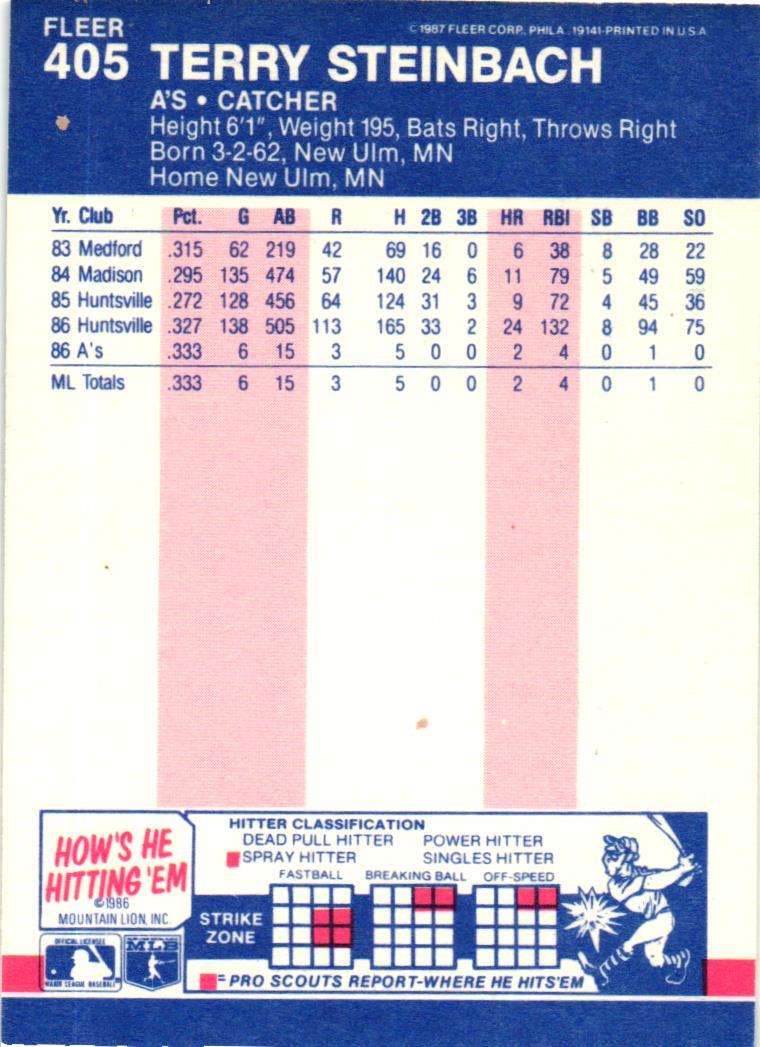 FLEER
©1987 FLEER CORP., PHILA., 19141-PRINTED IN U.S.A
405 TERRY STEINBACH
A'S • CATCHER
Height 6'1", Weight 195, Bats Right, Throws Right
Born 3-2-62, New Ulm, MN
Home New Ulm, MN
Yr. Club Pct. G AB R H 2B 3B HR RBI SB BB SO
83 Medford .315 62 219 42 69 16 0 6 38 8 28 22
84 Madison .295 135 474 57 140 24 6 11 79 5 49 59
85 Huntsville .272 128 456 64 124 31 3 9 72 4 45 36
86 Huntsville .327 138 505 113 165 33 2 24 132 8 94 75
86 A's .333 6 15 3 5 0 0 2 4 0 1 0
ML Totals .333 6 15 3 5 0 0 2 4 0 1 0
HOW'S HE
HITTING 'EM
©1986
MOUNTAIN LION, INC.
HITTER CLASSIFICATION
DEAD PULL HITTER POWER HITTER
SPRAY HITTER SINGLES HITTER
FASTBALL BREAKING BALL OFF-SPEED
STRIKE
ZONE
OFFICIAL LICENSEE
MAJOR LEAGUE BASEBALL
MLB
= PRO SCOUTS REPORT-WHERE HE HITS'EM